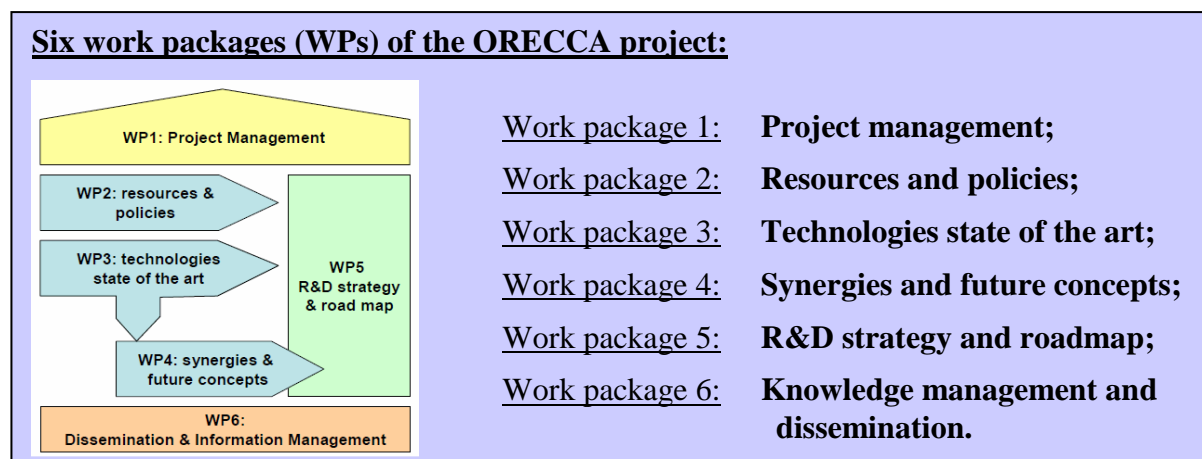 Six work packages (WPs) of the ORECCA project:
WP1: Project Management
WP2: resources &
policies
WP3: technologies
state of the art
WP5
R&D strategy
& road map
WP4: synergies &
future concepts
WP6:
Dissemination & Information Management
Work package 1: Project management;
Work package 2: Resources and policies;
Work package 3: Technologies state of the art;
Work package 4: Synergies and future concepts;
Work package 5: R&D strategy and roadmap;
Work package 6: Knowledge management and
dissemination.